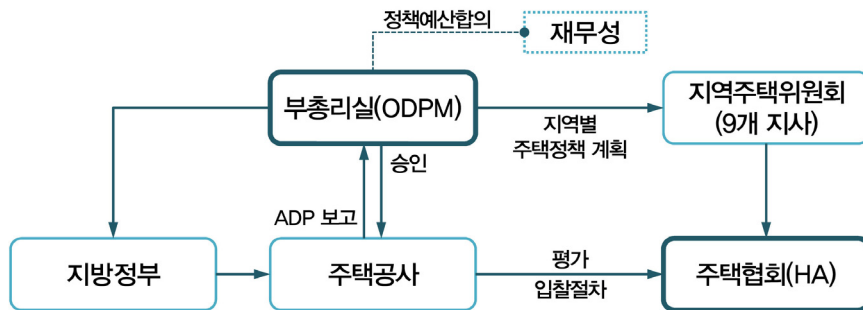 정책예산합의
재무성
부총리실(ODPM)
지역주택위원회
(9개 지사)
지역별
주택정책 계획
승인
ADP 보고
지방정부
주택공사
평가
입찰절차
주택협회(HA)